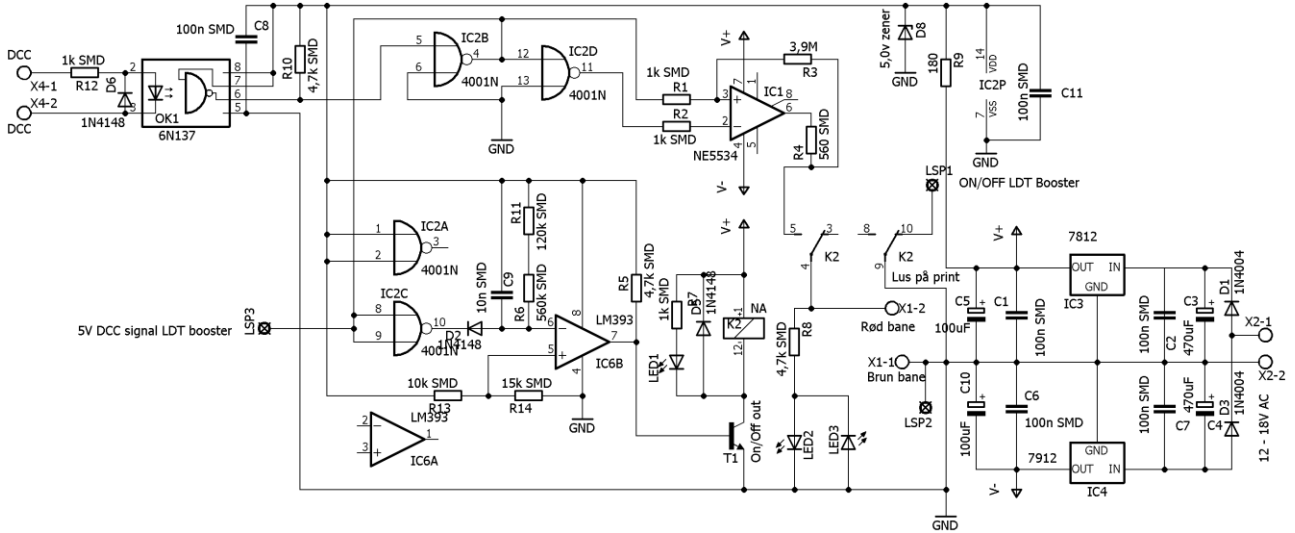 DCC
1k SMD
R12
X4-1
X4-2
DCC
D6
1N4148
2
3
OK1
6N137
8
7
6
5
100n SMD
C8
R10
4,7k SMD
5
6
4
IC2B
4001N
12
13
11
IC2D
4001N
GND
1k SMD
R1
R2
1k SMD
V+
3
2
7
1
IC1
8
6
4
5
NE5534
V-
3,9M
R3
R4
560 SMD
5,0v zener
D8
GND
180
R9
14
VDD
IC2P
7
VSS
GND
100n SMD
C11
ON/OFF LDT Booster
LSP1
5
3
4
K2
8
10
9
K2
Lus på print
1
2
3
IC2A
4001N
IC2C
8
9
10
4001N
D2
1N4148
5V DCC signal LDT booster
LSP3
10n SMD
C9
R11
120k SMD
R6
560k SMD
8
6
5
7
4
LM393
IC6B
GND
R5
4,7k SMD
10k SMD
R13
15k SMD
R14
LM393
2
3
1
IC6A
V+
1k SMD
R7
D5
1N4148
NA
K2
1
12
LED1
T1
On/Off out
R8
4,7k SMD
LED2
LED3
X1-2
Rød bane
X1-1
Brun bane
LSP2
V+
7812
OUT
IN
GND
IC3
C5
100uF
C1
100n SMD
100n SMD
C2
C3
470uF
D1
1N4004
X2-1
X2-2
12 - 18V AC
C10
100uF
C6
100n SMD
100n SMD
C7
470uF
C4
D3
1N4004
7912
GND
OUT
IN
IC4
V-
GND